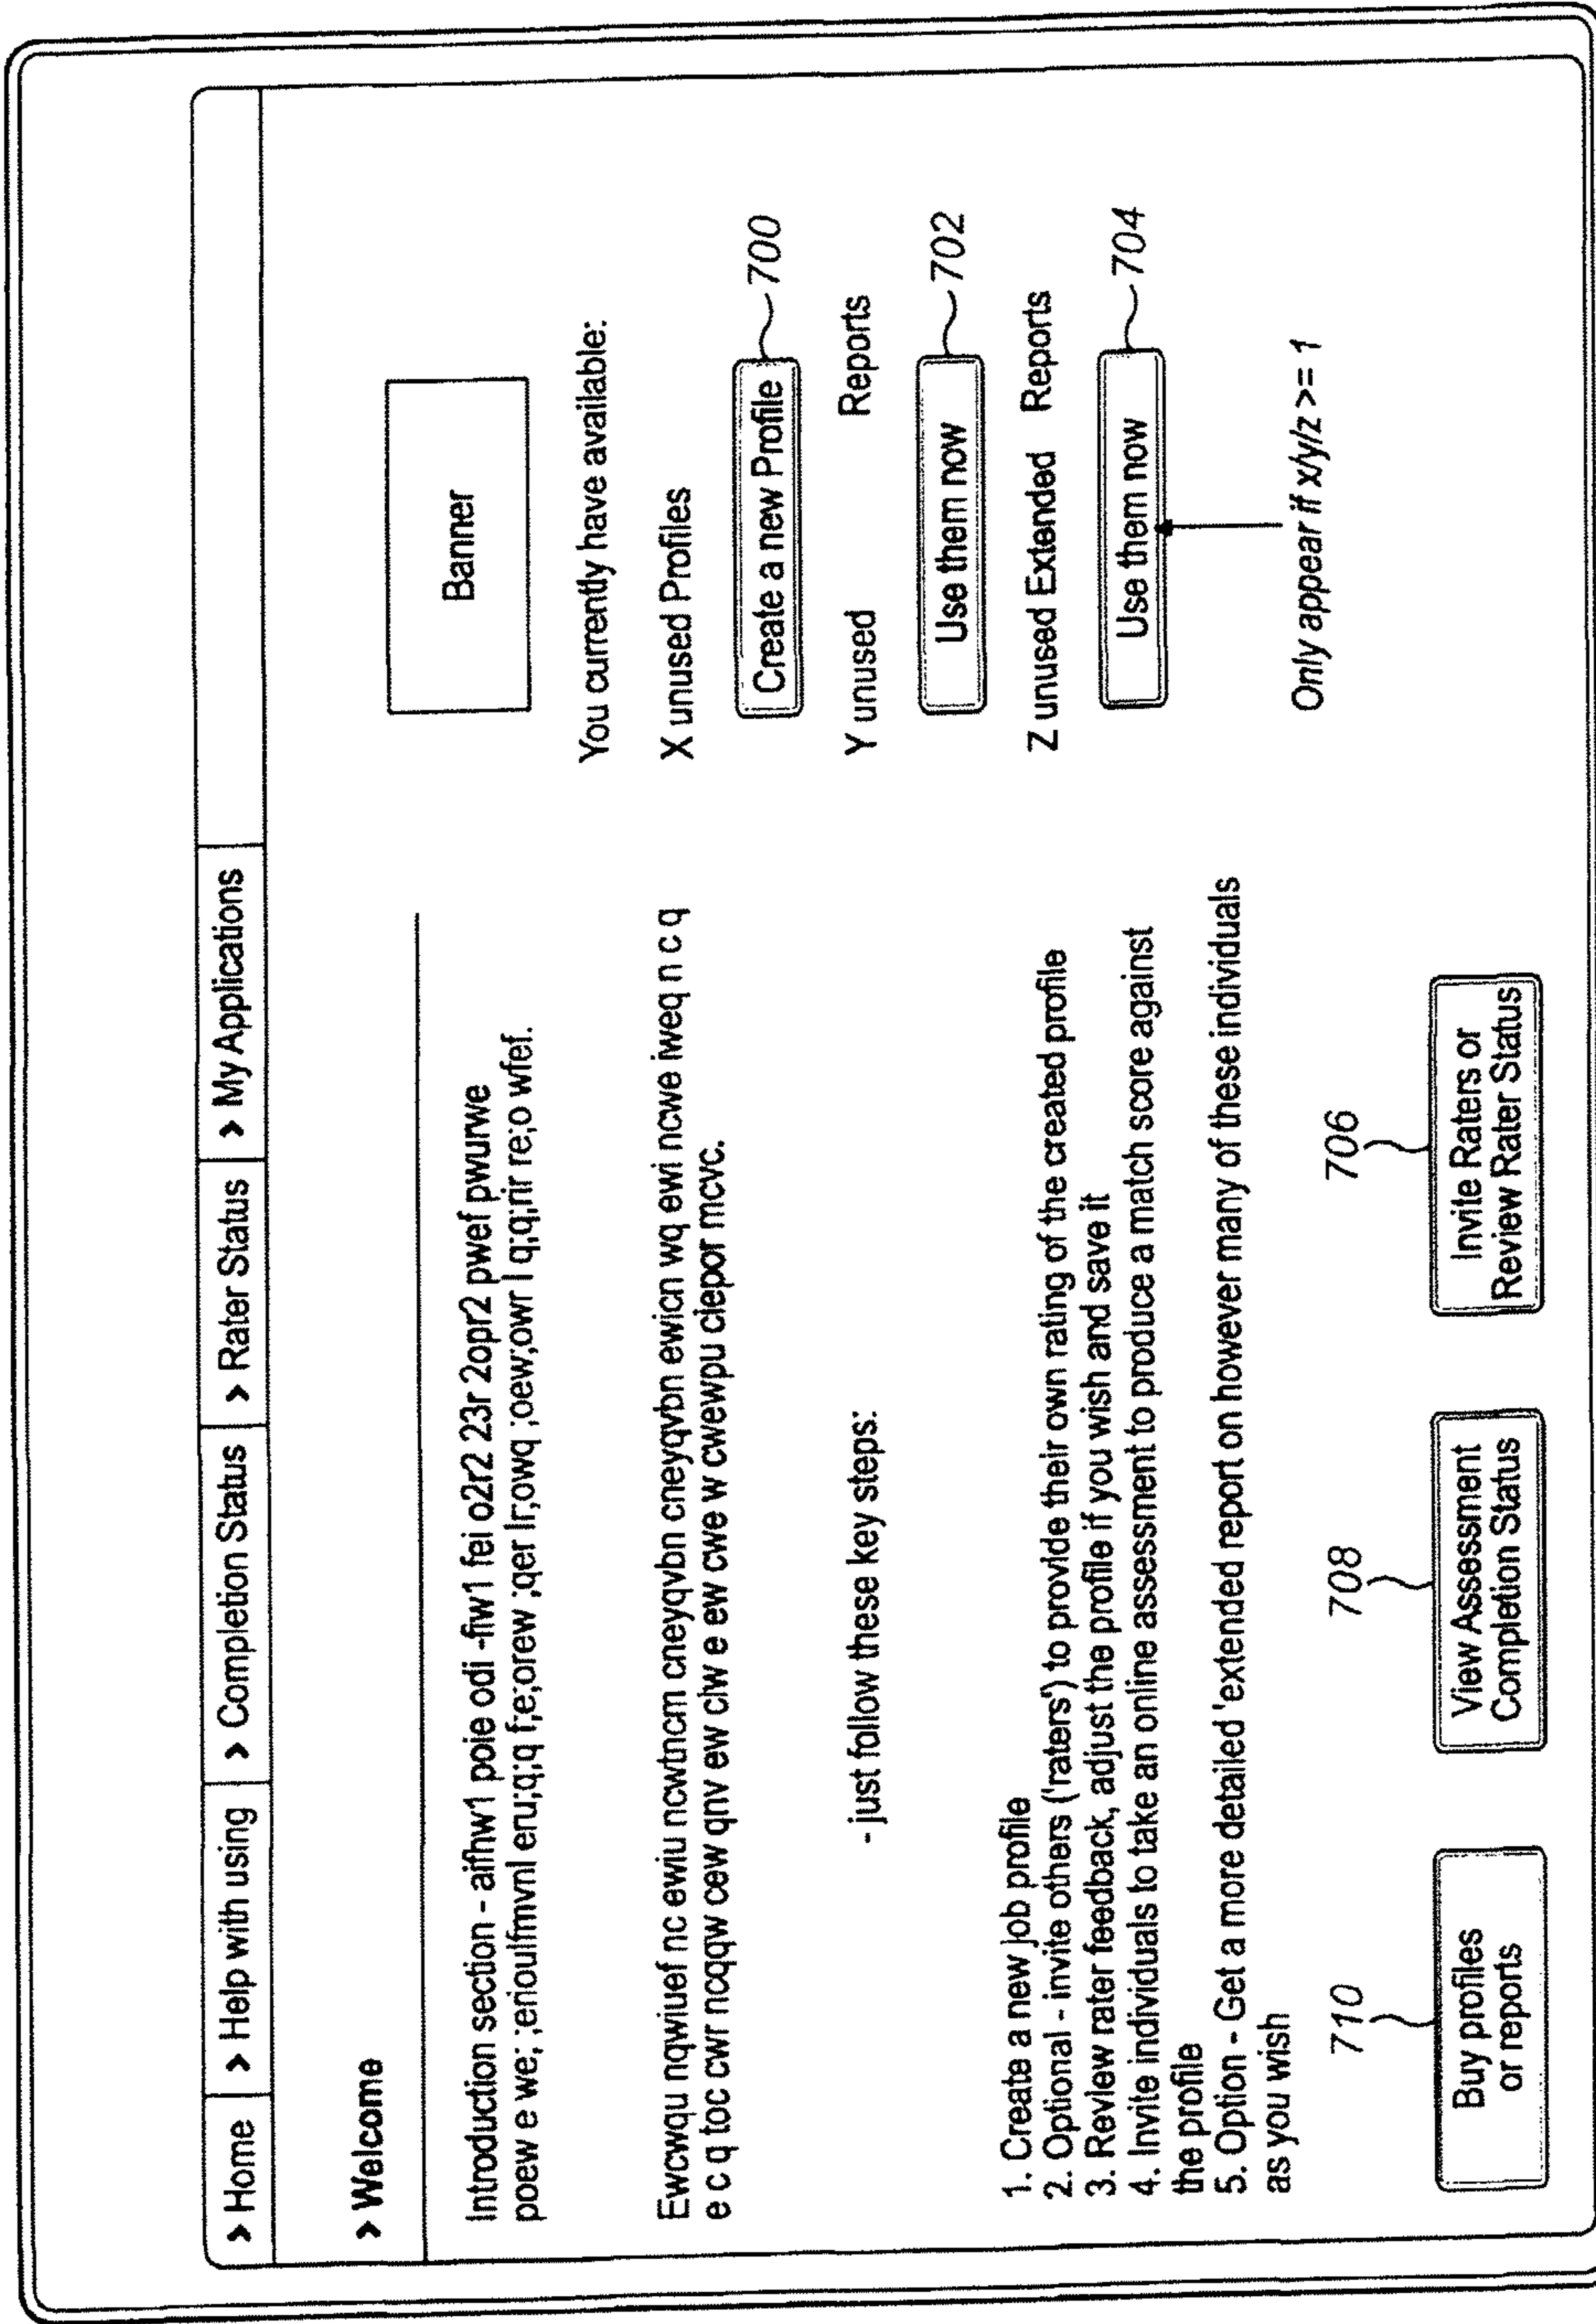 > Home
> Help with using
> Completion Status
> Rater Status
> My Applications
> Welcome
Introduction section - aifhw1 poie odi -fiw1 fei o2r2 23r 2opr2 pwef pwurwe
poew e we; ;enoulfmvnl enu;q;q f;e;orew ;qer lr;owq ;oew;owr l q;q;nir re;o wfef.
Ewcwqu nqwiuef nc ewiu ncwtncm cneyqvbn cneyqvbn ewicn wq ewi ncwe iweq n c q
e c q toc cwr ncqqw cew qnv ew clw e ew cwe w cwewpu ciepor mcvc.
- just follow these key steps:
1. Create a new job profile
2. Optional - invite others ('raters') to provide their own rating of the created profile
3. Review rater feedback, adjust the profile if you wish and save it
4. Invite individuals to take an online assessment to produce a match score against
the profile
5. Option - Get a more detailed 'extended report on however many of these individuals
as you wish
710
Buy profiles
or reports
708
View Assessment
Completion Status
706
Invite Raters or
Review Rater Status
Banner
You currently have available:
X unused Profiles
Create a new Profile
700
Y unused Reports
Use them now
702
Z unused Extended Reports
Use them now
704
Only appear if x/y/z >= 1